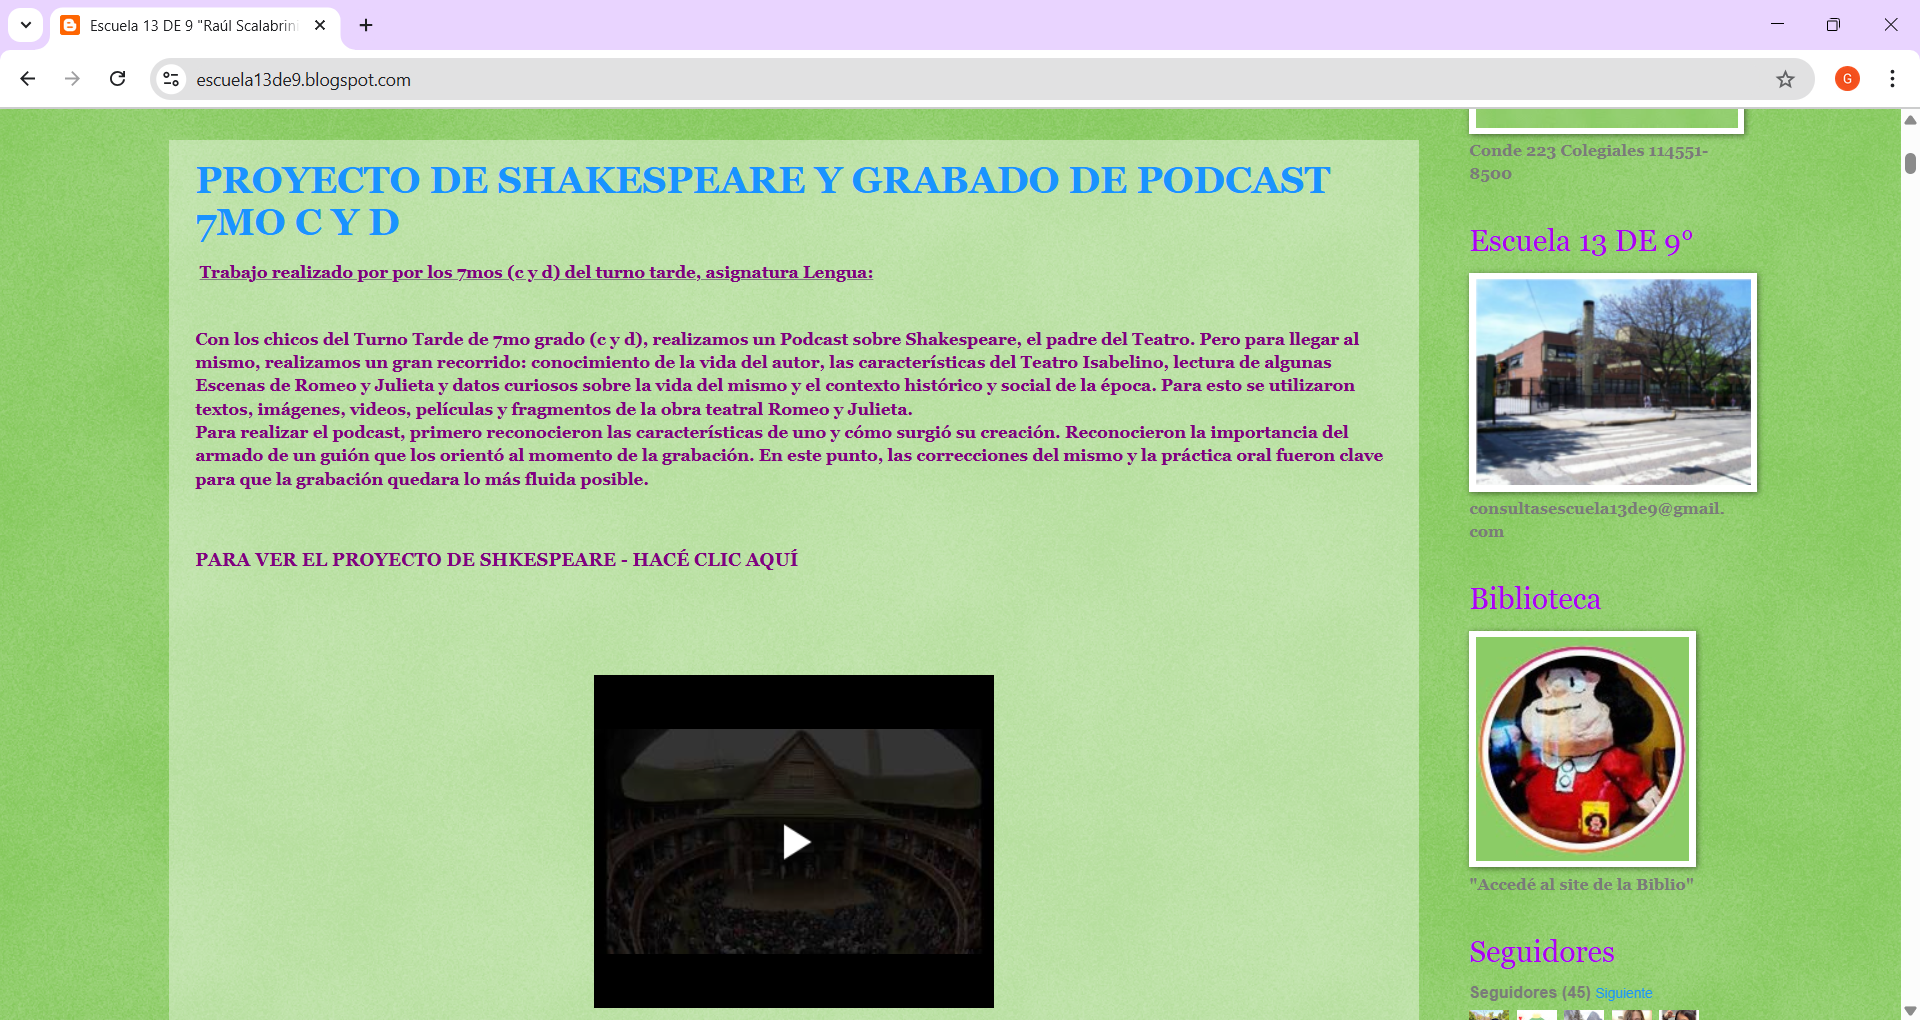 Escuela 13 DE 9 "Raúl Scalabrini
escuela13de9.blogspot.com
G
PROYECTO DE SHAKESPEARE Y GRABADO DE PODCAST
7MO C Y D
Trabajo realizado por por los 7mos (c y d) del turno tarde, asignatura Lengua:
Con los chicos del Turno Tarde de 7mo grado (c y d), realizamos un Podcast sobre Shakespeare, el padre del Teatro. Pero para llegar al
mismo, realizamos un gran recorrido: conocimiento de la vida del autor, las características del Teatro Isabelino, lectura de algunas
Escenas de Romeo y Julieta y datos curiosos sobre la vida del mismo y el contexto histórico y social de la época. Para esto se utilizaron
textos, imágenes, videos, películas y fragmentos de la obra teatral Romeo y Julieta.
Para realizar el podcast, primero reconocieron las características de uno y cómo surgió su creación. Reconocieron la importancia del
armado de un guión que los orientó al momento de la grabación. En este punto, las correcciones del mismo y la práctica oral fueron clave
para que la grabación quedara lo más fluida posible.
PARA VER EL PROYECTO DE SHKESPEARE - HACÉ CLIC AQUÍ
Conde 223 Colegiales 114551-
8500
Escuela 13 DE 9º
consultasescuela13de9@gmail.
com
Biblioteca
"Accedé al site de la Biblio"
Seguidores
Seguidores (45) Siguiente